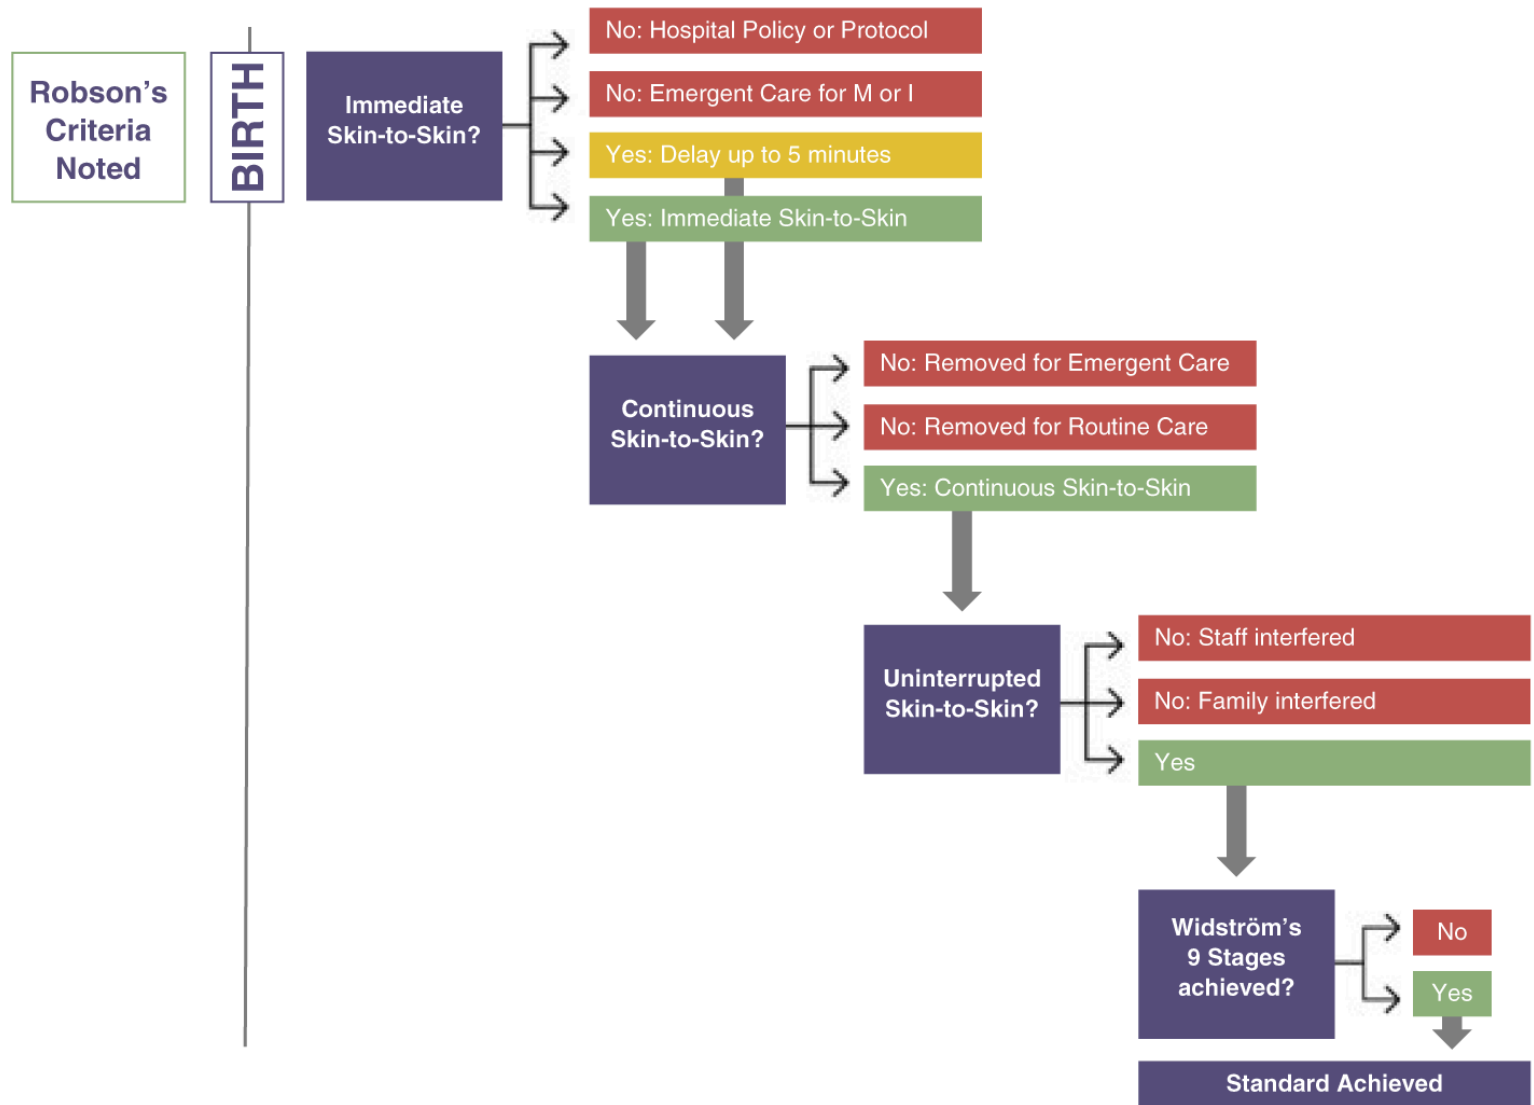 Robson's
Criteria
Noted
BIRTH
Immediate
Skin-to-Skin?
No: Hospital Policy or Protocol
No: Emergent Care for M or I
Yes: Delay up to 5 minutes
Yes: Immediate Skin-to-Skin
Continuous
Skin-to-Skin?
No: Removed for Emergent Care
No: Removed for Routine Care
Yes: Continuous Skin-to-Skin
Uninterrupted
Skin-to-Skin?
No: Staff interfered
No: Family interfered
Yes
Widström's
9 Stages
achieved?
No
Yes
Standard Achieved